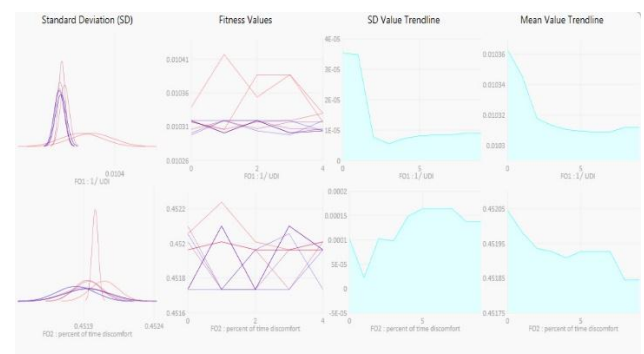 Standard Deviation (SD)
Fitness Values
SD Value Trendline
Mean Value Trendline
0.0104
FO1 : 1/ UDI
0.01041
0.01036
0.01031
0.01026
0
2
4
FO1 : 1/ UDI
4E-05
3E-05
2E-05
1E-05
0
0
5
FO1 : 1/ UDI
0.01036
0.01034
0.01032
0.0103
0
5
FO1 : 1/ UDI
0.4519
0.4524
FO2 : percent of time discomfort
0.4522
0.452
0.4518
0.4516
0
2
4
FO2 : percent of time discomfort
0.0002
0.00015
0.0001
5E-05
0
-5E-05
0
5
FO2 : percent of time discomfort
0.45205
0.45195
0.45185
0.45175
0
5
FO2 : percent of time discomfort